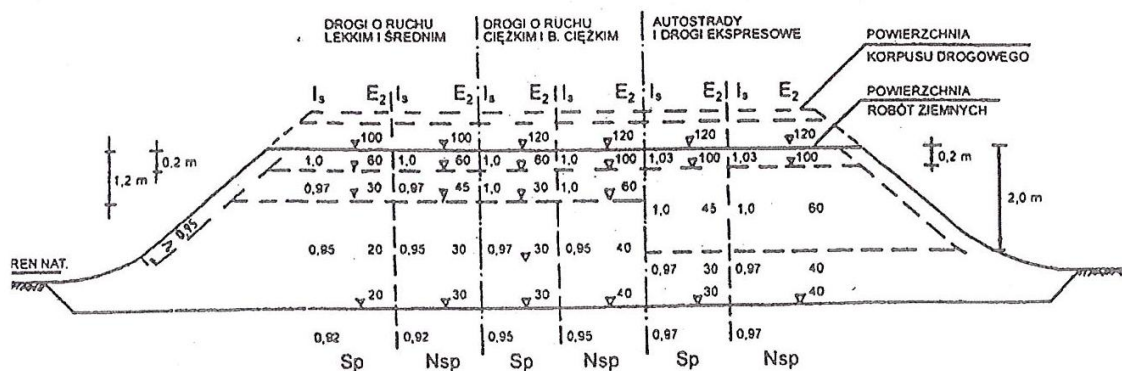 DROGI O RUCHU
LEKKIM I ŚREDNIM
DROGI O RUCHU
CIĘŻKIM I B. CIĘŻKIM
AUTOSTRADY
I DROGI EKSPRESOWE
POWIERZCHNIA
KORPUSU DROGOWEGO
POWIERZCHNIA
ROBÓT ZIEMNYCH
Is E2 Is E2 Is E2 Is E2 Is E2 Is E2
100 100 120 120 120 120
0,2 m 1,0 60 1,0 60 1,0 60 1,0 100 1,03 100 1,03 100 0,2 m
1,2 m 0,97 30 0,97 45 1,0 30 1,0 60
1,0 45 1,0 60 2,0 m
Is ≥ 0,95
0,85 20 0,95 30 0,97 30 0,95 40
REN NAT.
0,97 30 0,97 40
20 30 30 40 30 40
0,82 0,92 0,95 0,95 0,97 0,97
Sp Nsp Sp Nsp Sp Nsp